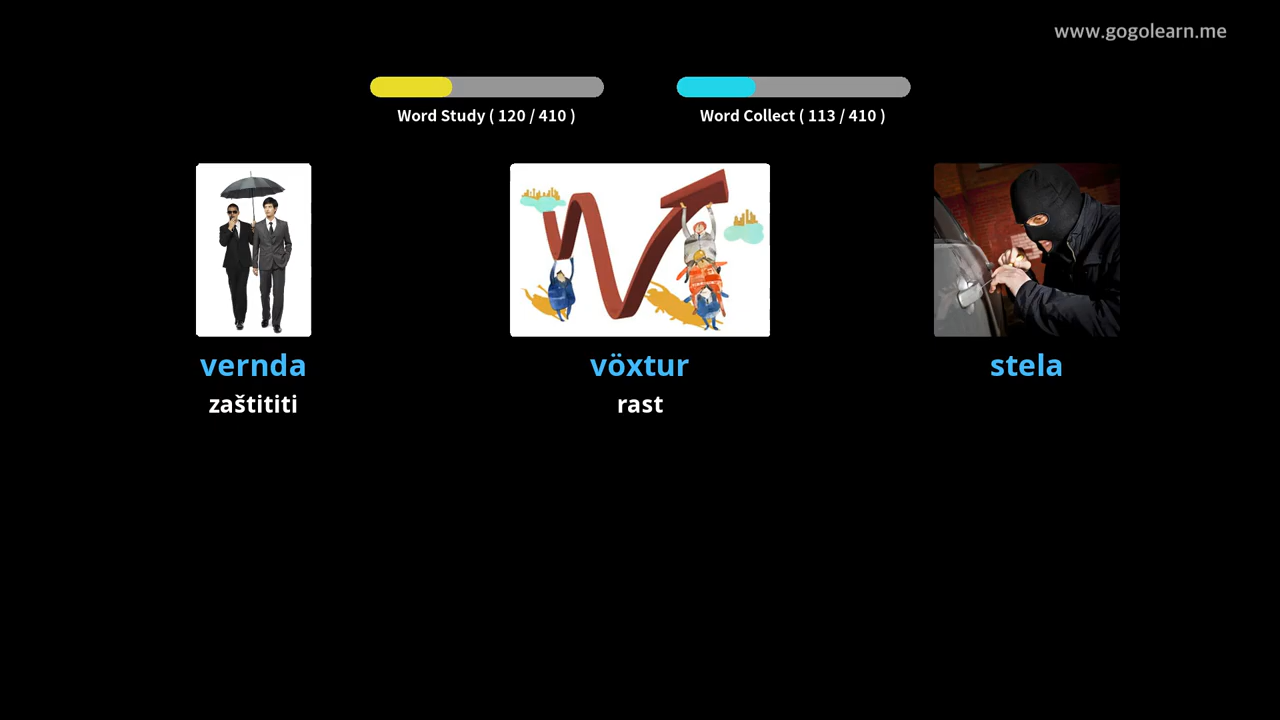 www.gogolearn.me
Word Study ( 120 / 410 )
Word Collect ( 113 / 410 )
vernda
vöxtur
stela
zaštititi
rast